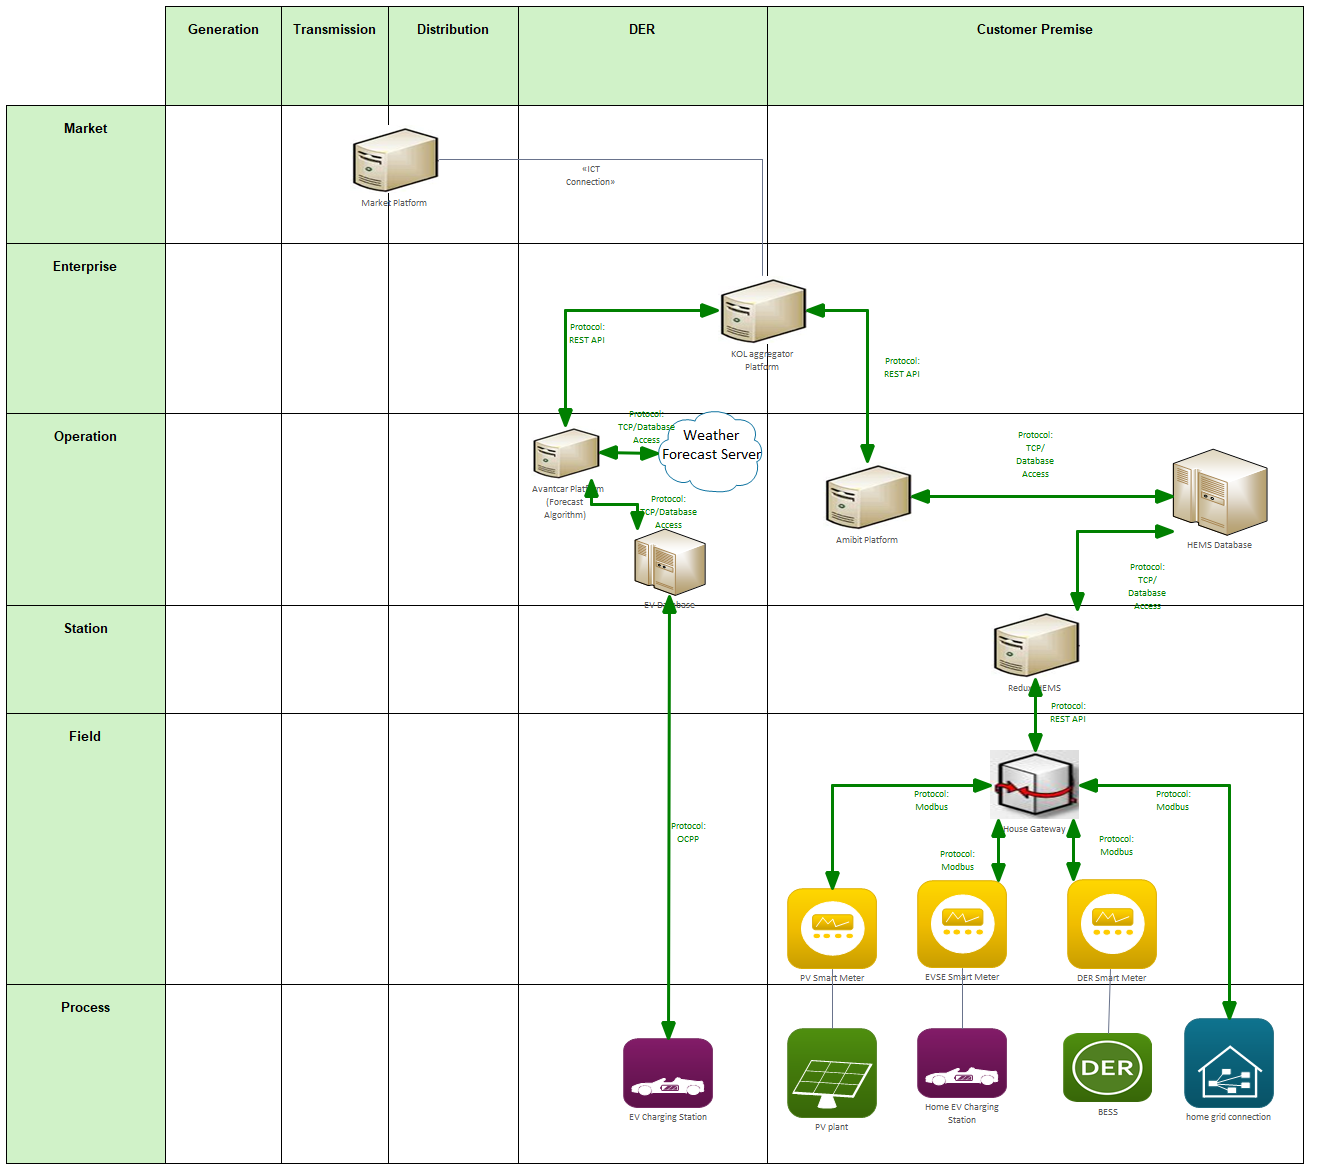 Generation
Transmission
Distribution
DER
Customer Premise
Market
Market Platform
«ICT
Connection»
Enterprise
KOL aggregator
Platform
Protocol:
REST API
Protocol:
REST API
Operation
Avantcar Platform
(Forecast
Algorithm)
Protocol:
TCP/Database
Access
Weather
Forecast Server
Protocol:
TCP/Database
Access
EV Database
Amibit Platform
Protocol:
TCP/
Database
Access
HEMS Database
Protocol:
TCP/
Database
Access
Station
HEMS
Protocol:
REST API
Field
Protocol:
OCPP
House Gateway
Protocol:
Modbus
Protocol:
Modbus
Protocol:
Modbus
Protocol:
Modbus
PV Smart Meter
EVSE Smart Meter
DER Smart Meter
Process
EV Charging Station
PV plant
Home EV Charging
Station
DER
BESS
home grid connection